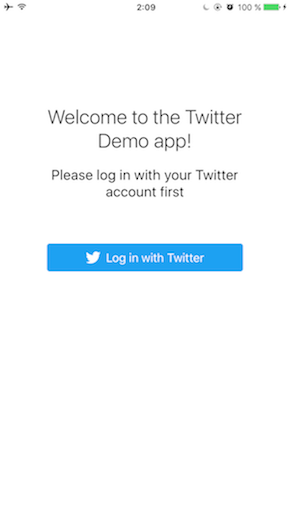 2:09
100 %
Welcome to the Twitter
Demo app!
Please log in with your Twitter
account first
Log in with Twitter